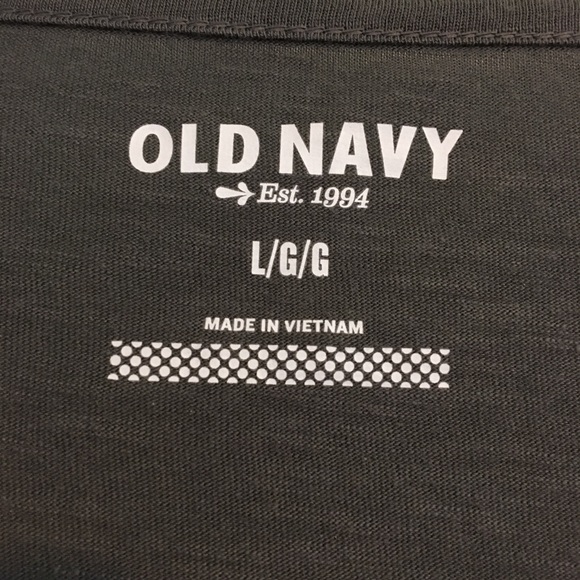 OLD NAVY
Est. 1994
L/G/G
MADE IN VIETNAM